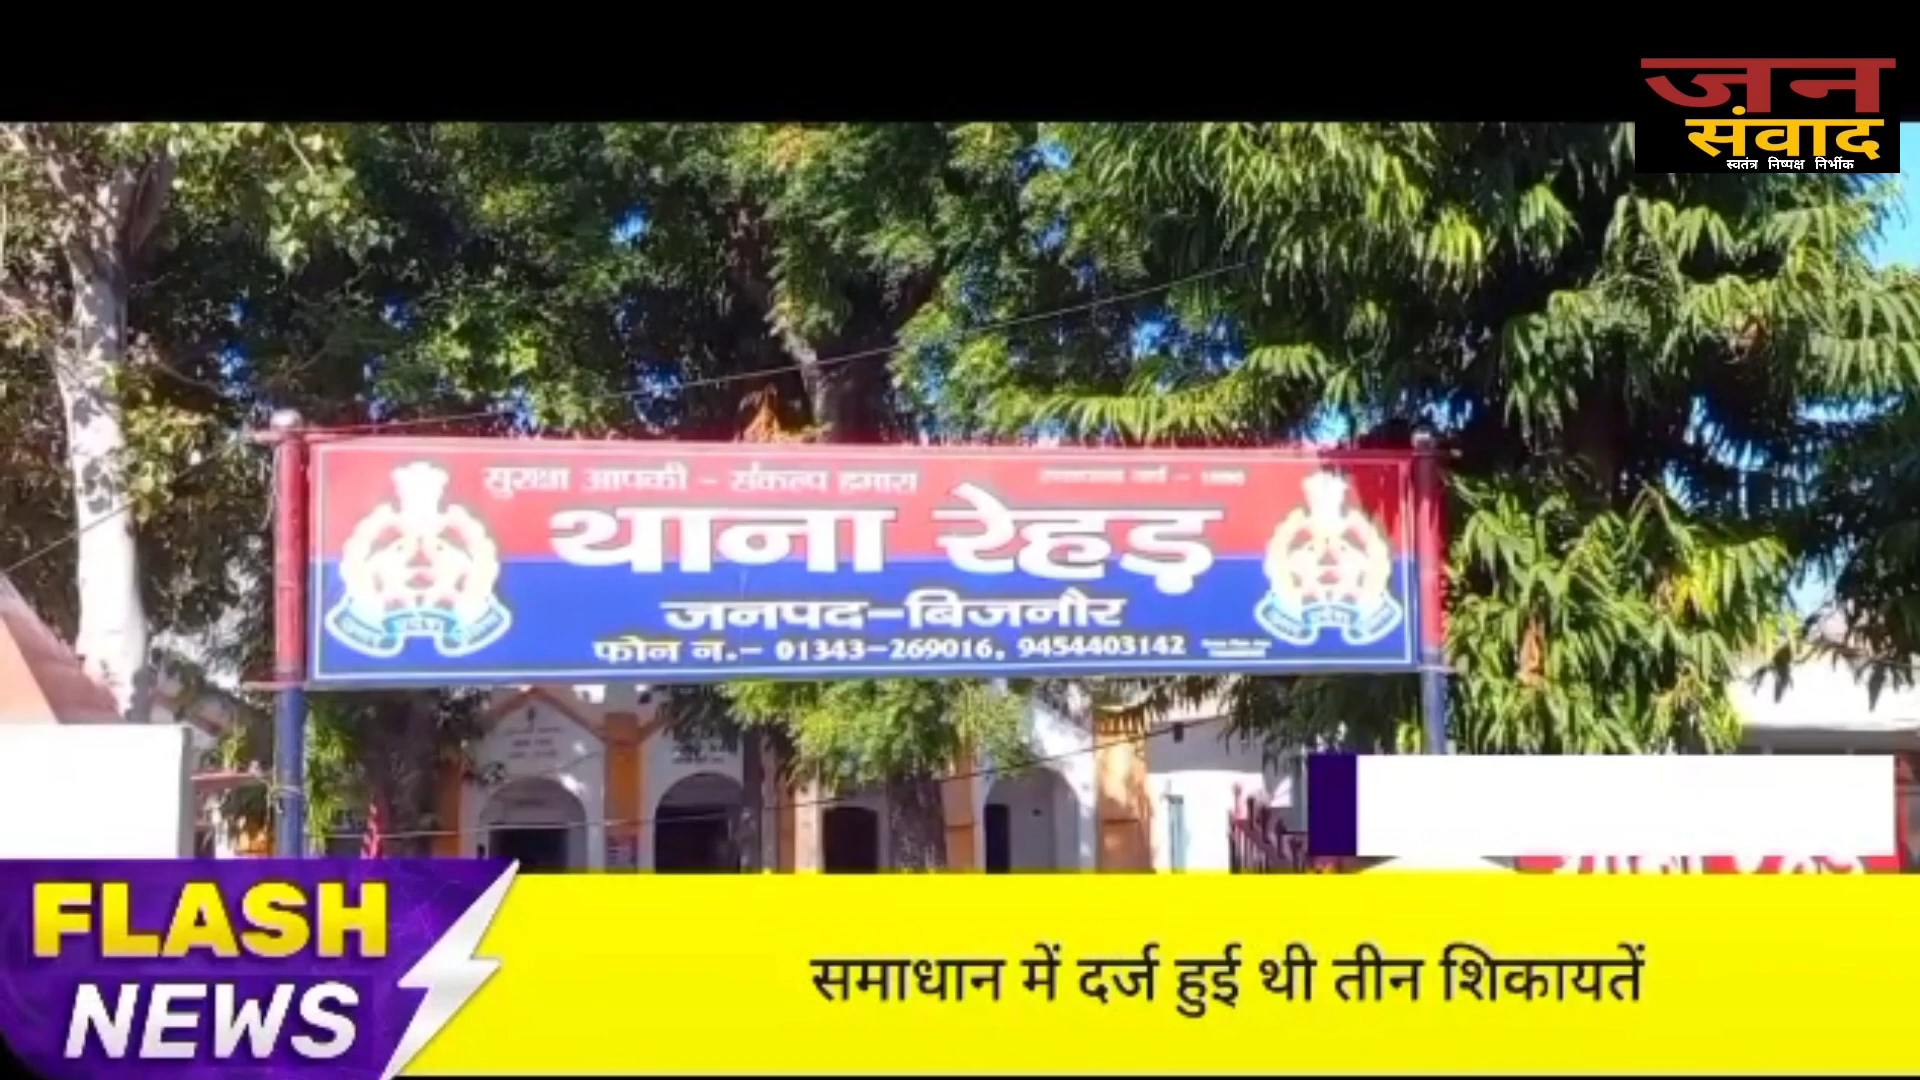 जन
संवाद
स्वतंत्र निष्पक्ष निर्भीक
सुरक्षा आपकी - संकल्प हमारा
थाना रेहड़
जनपद-बिजनौर
फोन न.- 01343-269016, 9454403142
FLASH
NEWS
समाधान में दर्ज हुई थी तीन शिकायतें